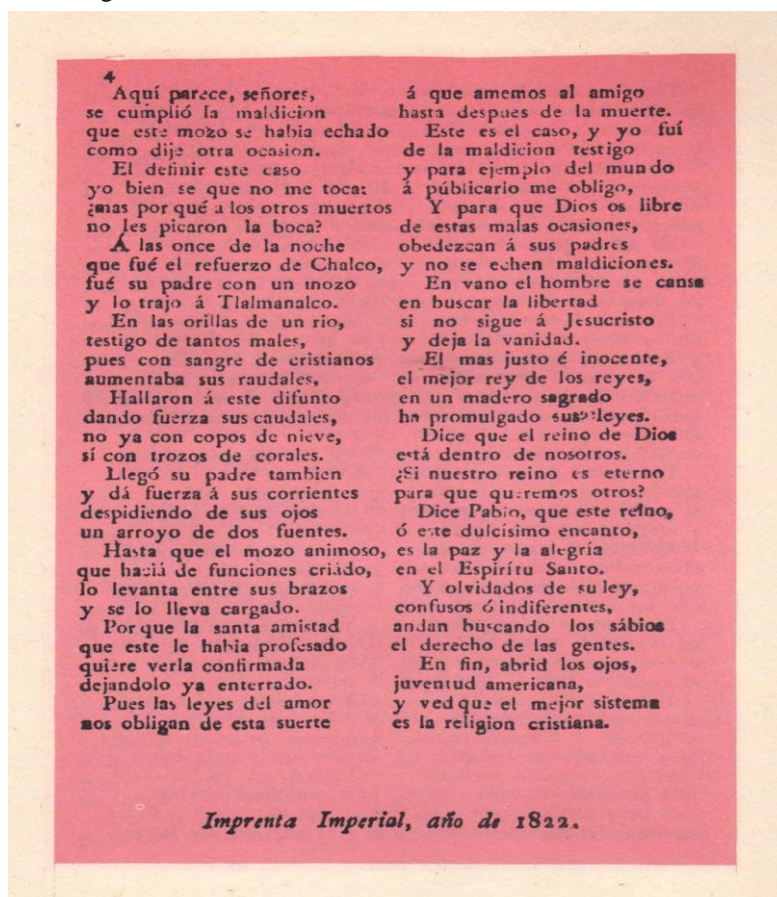 4
Aquí parece, señores,
se cumplió la maldicion
que este mozo se habia echado
como dije otra ocasion.
El definir este caso
yo bien se que no me toca:
¿mas por qué a los otros muertos
no les picaron la boca?
Á las once de la noche
que fué el refuerzo de Chalco,
fué su padre con un mozo
y lo trajo á Tlalmanalco.
En las orillas de un rio,
testigo de tantos males,
pues con sangre de cristianos
aumentaba sus raudales,
Hallaron á este difunto
dando fuerza sus caudales,
no ya con copos de nieve,
sí con trozos de corales.
Llegó su padre tambien
y dá fuerza á sus corrientes
despidiendo de sus ojos
un arroyo de dos fuentes.
Hasta que el mozo animoso,
que haciá de funciones criádo,
lo levanta entre sus brazos
y se lo lleva cargado.
Porque la santa amistad
que este le habia profesado
quiere verla confirmada
dejandolo ya enterrado.
Pues las leyes del amor
nos obligan de esta suerte
á que amemos al amigo
hasta despues de la muerte.
Este es el caso, y yo fuí
de la maldicion testigo
y para ejemplo del mundo
á públicarlo me obligo,
Y para que Dios os libre
de estas malas ocasiones,
obedezcan á sus padres
y no se echen maldiciones.
En vano el hombre se cansa
en buscar la libertad
si no sigue á Jesucristo
y deja la vanidad.
El mas justo é inocente,
el mejor rey de los reyes,
en un madero sagrado
ha promulgado sus leyes.
Dice que el reino de Dios
está dentro de nosotros.
¿Si nuestro reino es eterno
para que queremos otros?
Dice Pablo, que este reino,
ó este dulcisimo encanto,
es la paz y la alegría
en el Espirítu Santo.
Y olvidados de su ley,
confusos ó indiferentes,
andan buscando los sábios
el derecho de las gentes.
En fin, abrid los ojos,
juventud americana,
y ved que el mejor sistema
es la religion cristiana.
Imprenta Imperial, año de 1822.